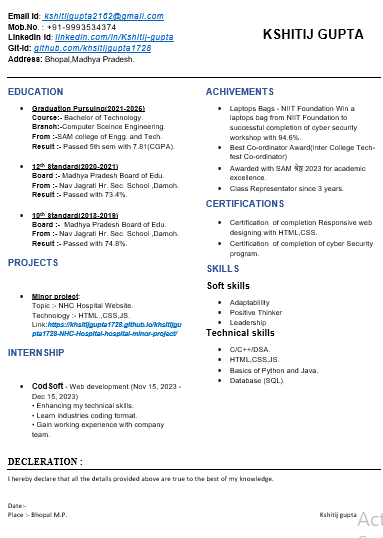 Email Id: kshitijgupta2162@gmail.com
Mob.No. : +91-9993534374
Linkedin Id: linkedin.com/in/Kshitij-gupta
Git-Id: github.com/khsitijgupta1728
Address: Bhopal,Madhya Pradesh.
KSHITIJ GUPTA
EDUCATION
Graduation Pursuing(2021-2025)
Course:- Bachelor of Technology.
Branch:-Computer Sceince Engineering.
From :-SAM college of Engg. and Tech.
Result :- Passed 5th sem with 7.81(CGPA).
12th Standard(2020-2021)
Board :- Madhya Pradesh Board of Edu.
From :- Nav Jagrati Hr. Sec. School ,Damoh.
Result :- Passed with 73.4%.
10th Standard(2018-2019)
Board :- Madhya Pradesh Board of Edu.
From :- Nav Jagrati Hr. Sec. School ,Damoh.
Result :- Passed with 74.8%.
PROJECTS
Minor project:
Topic :- NHC Hospital Website.
Technology :- HTML ,CSS,JS.
Link:https://khsitijgupta1728.github.io/khsitijgu
pta1728-NHC-Hospital-hospital-minor-project/
INTERNSHIP
CodSoft - Web development (Nov 15, 2023 -
Dec 15, 2023)
• Enhancing my technical skills.
• Learn industries coding format.
• Gain working experience with company
team.
ACHIVEMENTS
Laptops Bags - NIIT Foundation Win a
laptops bag from NIIT Foundation to
successful completion of cyber security
workshop with 94.6%.
Best Co-ordinator Award(Inter College Tech-
fest Co-ordinator)
Awarded with SAM श्रेष्ठ 2023 for academic
excellence.
Class Representator since 3 years.
CERTIFICATIONS
Certification of completion Responsive web
designing with HTML,CSS.
Certification of completion of cyber Security
program.
SKILLS
Soft skills
Adaptability
Positive Thinker
Leadership
Technical skills
C/C++/DSA.
HTML,CSS,JS.
Basics of Python and Java.
Database (SQL).
DECLERATION :
I hereby declare that all the details provided above are true to the best of my knowledge.
Date:-
Place :- Bhopal M.P.
Kshitij gupta